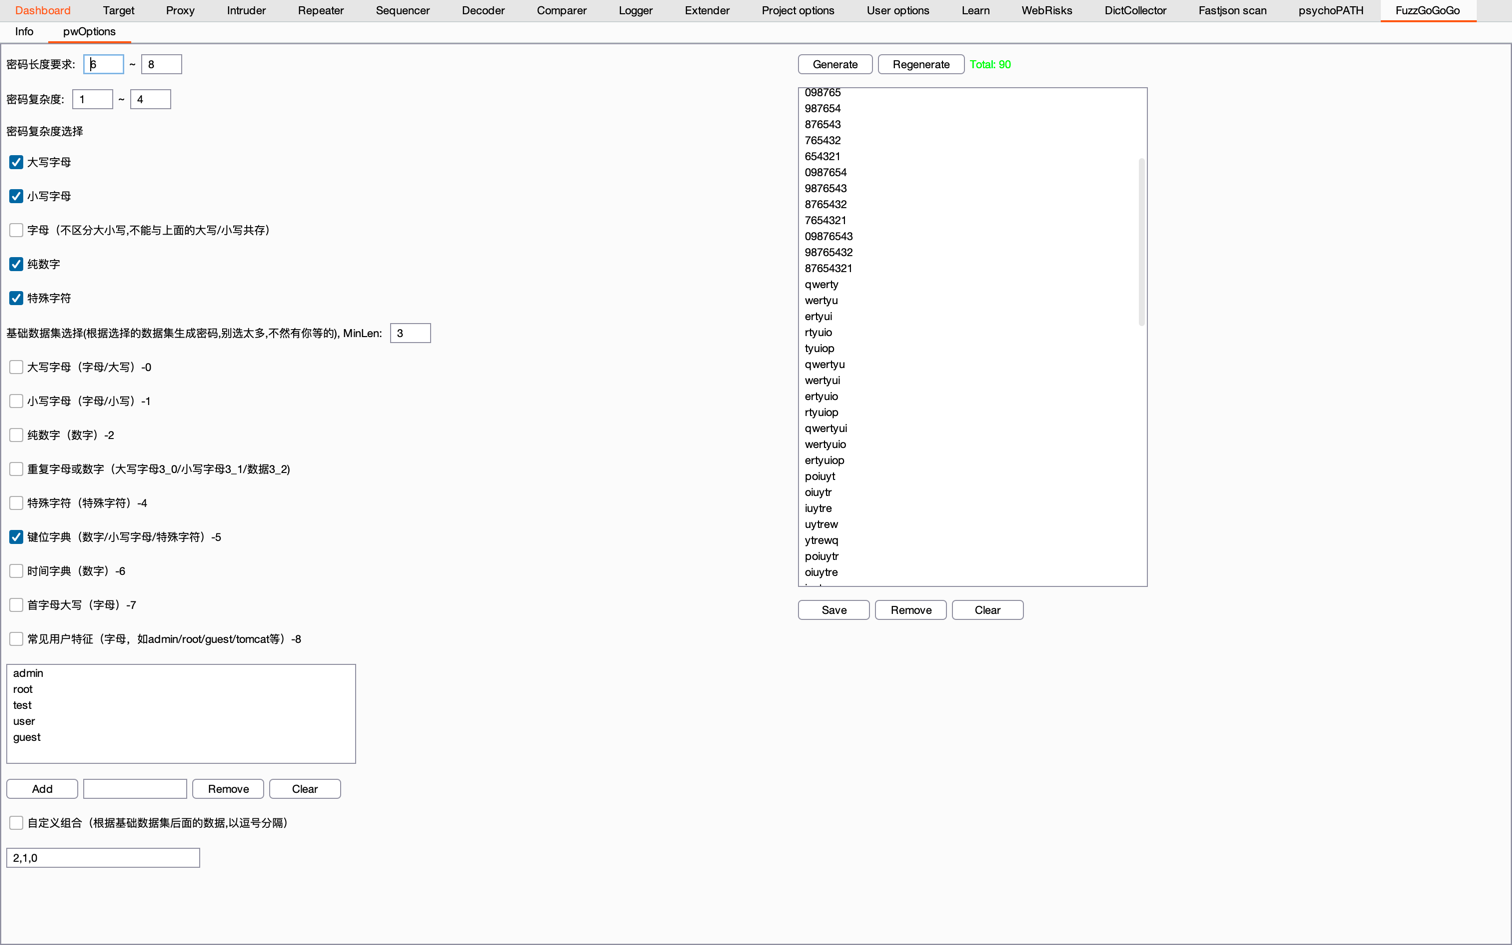 Dashboard Target Proxy Intruder Repeater Sequencer Decoder Comparer Logger Extender Project options User options Learn WebRisks DictCollector Fastjson scan psychoPATH FuzzGoGoGo
Info pwOptions
密码长度要求: 6 ~ 8
密码复杂度: 1 ~ 4
密码复杂度选择
大写字母
小写字母
字母（不区分大小写,不能与上面的大写/小写共存）
纯数字
特殊字符
基础数据集选择(根据选择的数据集生成密码,别选太多,不然有你等的), MinLen: 3
大写字母（字母/大写）-0
小写字母（字母/小写）-1
纯数字（数字）-2
重复字母或数字（大写字母3_0/小写字母3_1/数据3_2)
特殊字符（特殊字符）-4
键位字典（数字/小写字母/特殊字符）-5
时间字典（数字）-6
首字母大写（字母）-7
常见用户特征（字母，如admin/root/guest/tomcat等）-8
admin
root
test
user
guest
Add Remove Clear
自定义组合（根据基础数据集后面的数据,以逗号分隔）
2,1,0
Generate Regenerate Total: 90
098765
987654
876543
765432
654321
0987654
9876543
8765432
7654321
09876543
98765432
87654321
qwerty
wertyu
ertyui
rtyuio
tyuiop
qwertyu
wertyui
ertyuio
rtyuiop
qwertyui
wertyuio
ertyuiop
poiuyt
oiuytr
iuytre
uytrew
ytrewq
poiuytr
oiuytre
Save Remove Clear